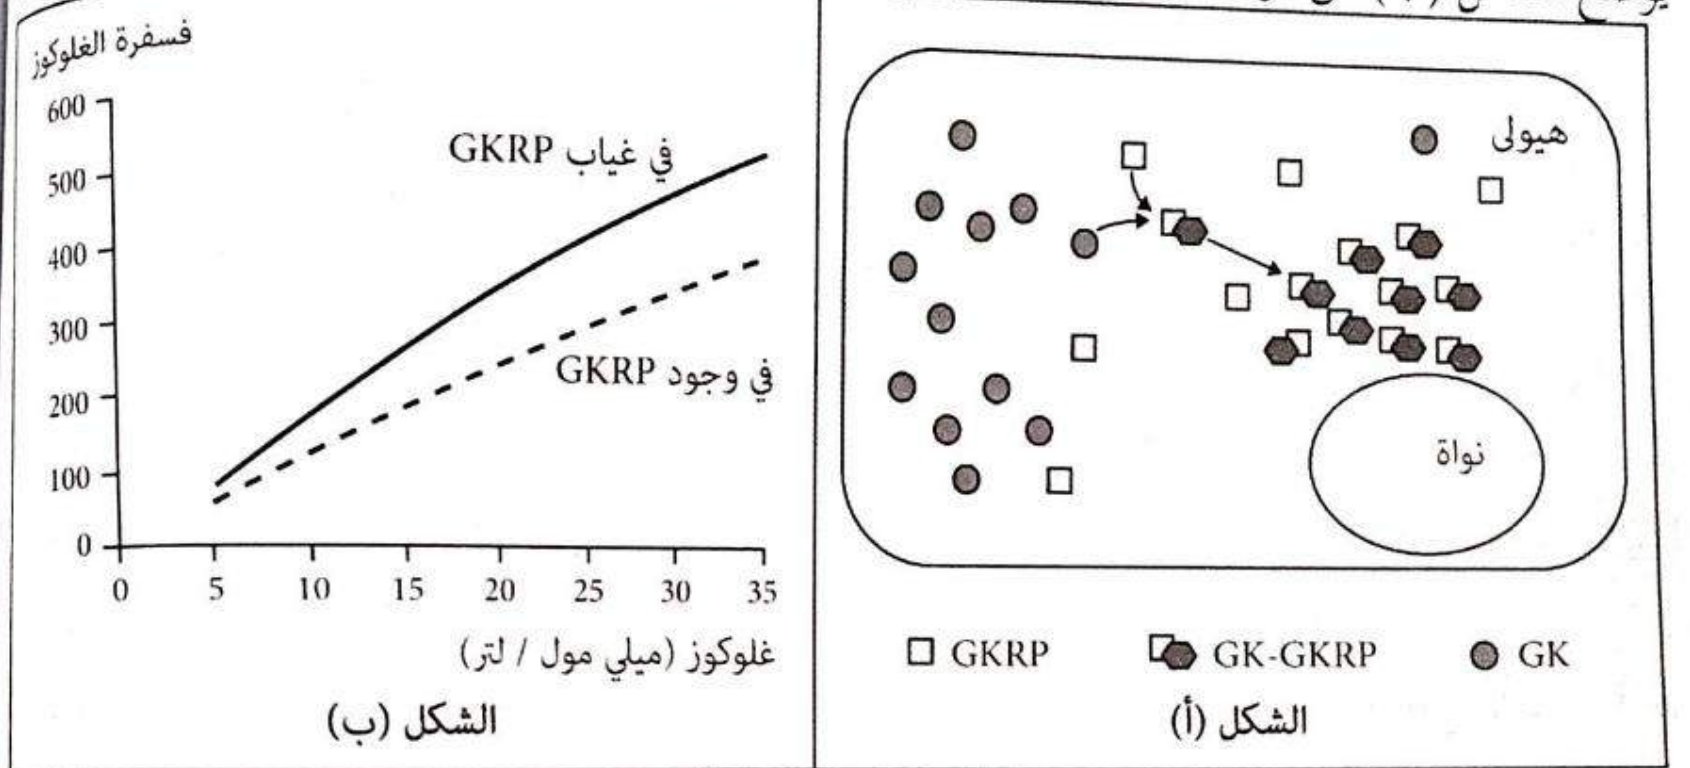 هيولى
نواة
GK
GK-GKRP
GKRP
الشكل (أ)
فسفرة الغلوكوز
600
500
400
300
200
100
0
في غياب GKRP
في وجود GKRP
0 5 10 15 20 25 30 35
غلوكوز (ميلي مول / لتر)
الشكل (ب)